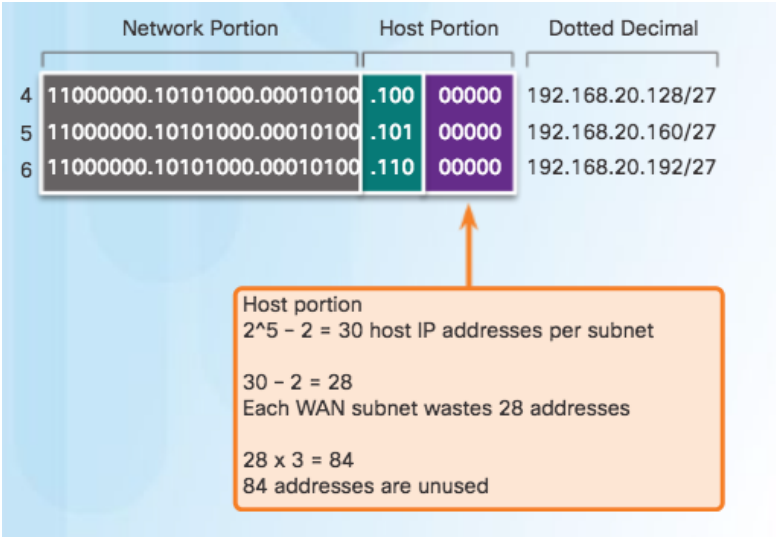 Network Portion Host Portion Dotted Decimal
4 11000000.10101000.00010100 .100 00000 192.168.20.128/27
5 11000000.10101000.00010100 .101 00000 192.168.20.160/27
6 11000000.10101000.00010100 .110 00000 192.168.20.192/27
Host portion
2^5 – 2 = 30 host IP addresses per subnet
30 – 2 = 28
Each WAN subnet wastes 28 addresses
28 x 3 = 84
84 addresses are unused